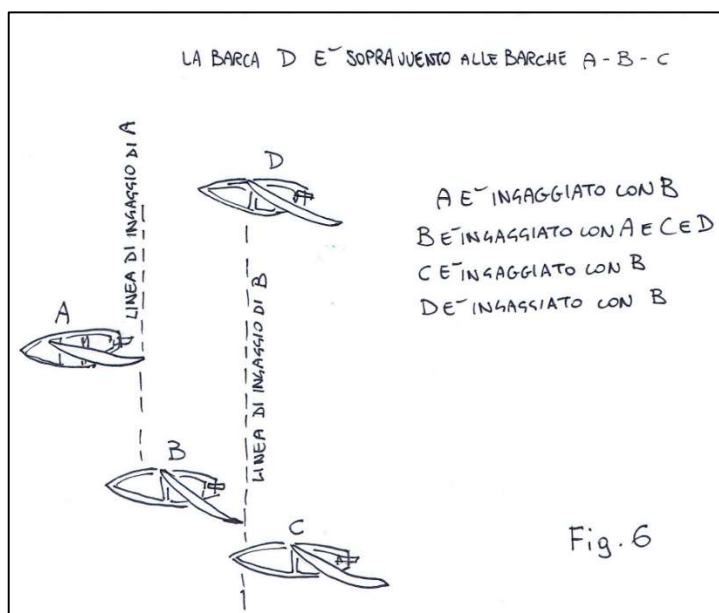 LA BARCA D E¯ SOPRAVVENTO ALLE BARCHE A-B-C
LINEA DI INGAGGIO DI A
D
A E¯ INGAGGIATO CON B
B E¯ INGAGGIATO CON A E C E D
C E¯ INGAGGIATO CON B
D E¯ INGAGGIATO CON B
LINEA DI INGAGGIO DI B
A
B
C
Fig. 6